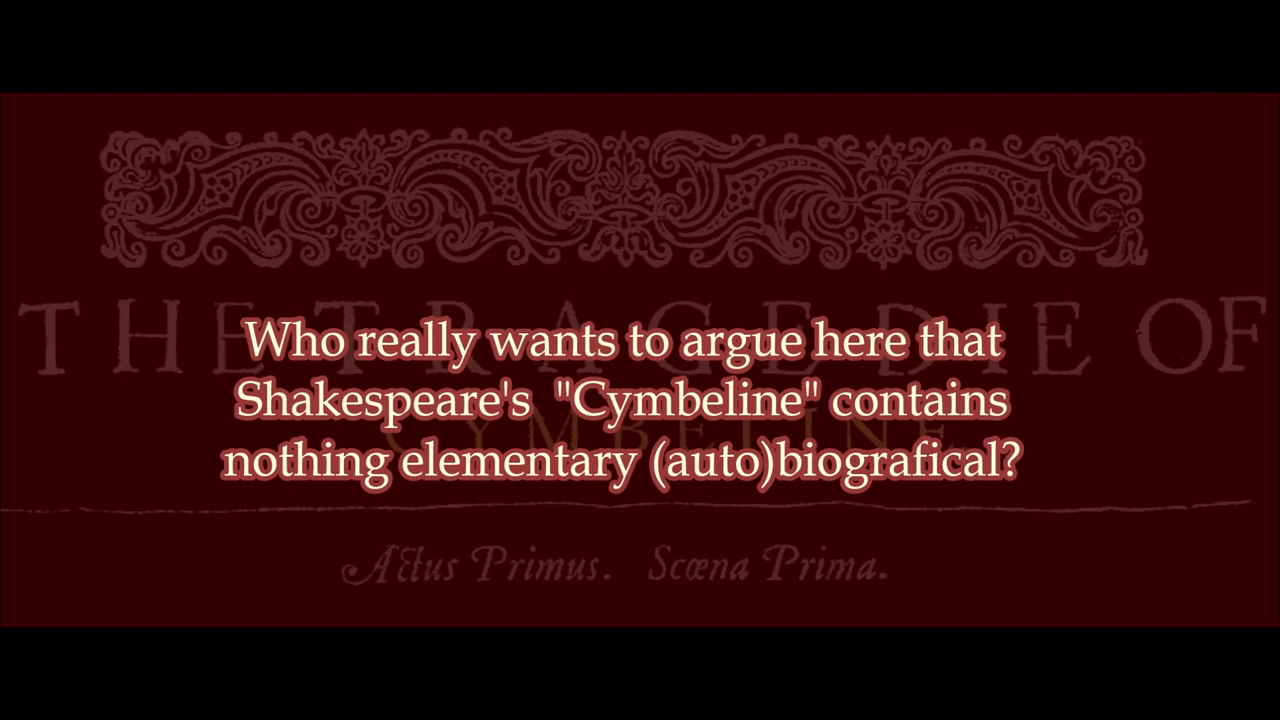 THE TRAGEDIE OF
Who really wants to argue here that
Shakespeare's "Cymbeline" contains
CYMBELINE
nothing elementary (auto)biografical?
Actus Primus. Scœna Prima.